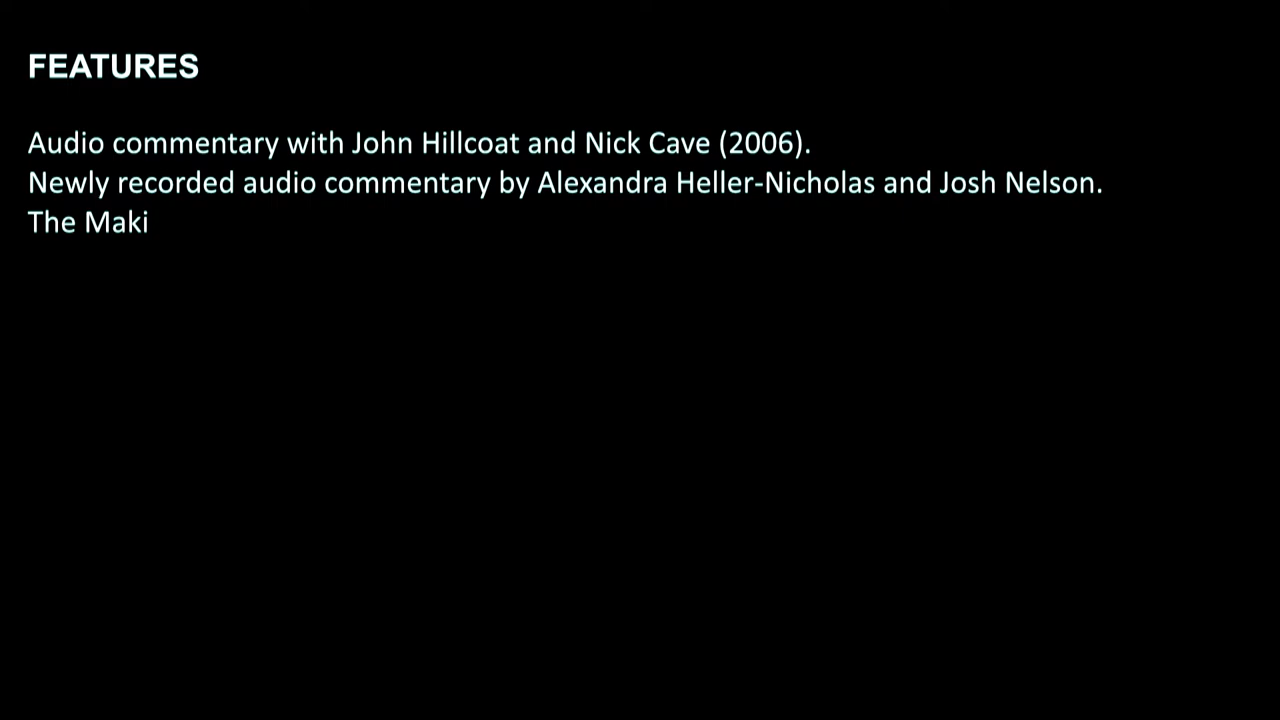 FEATURES
Audio commentary with John Hillcoat and Nick Cave (2006).
Newly recorded audio commentary by Alexandra Heller-Nicholas and Josh Nelson.
The Maki